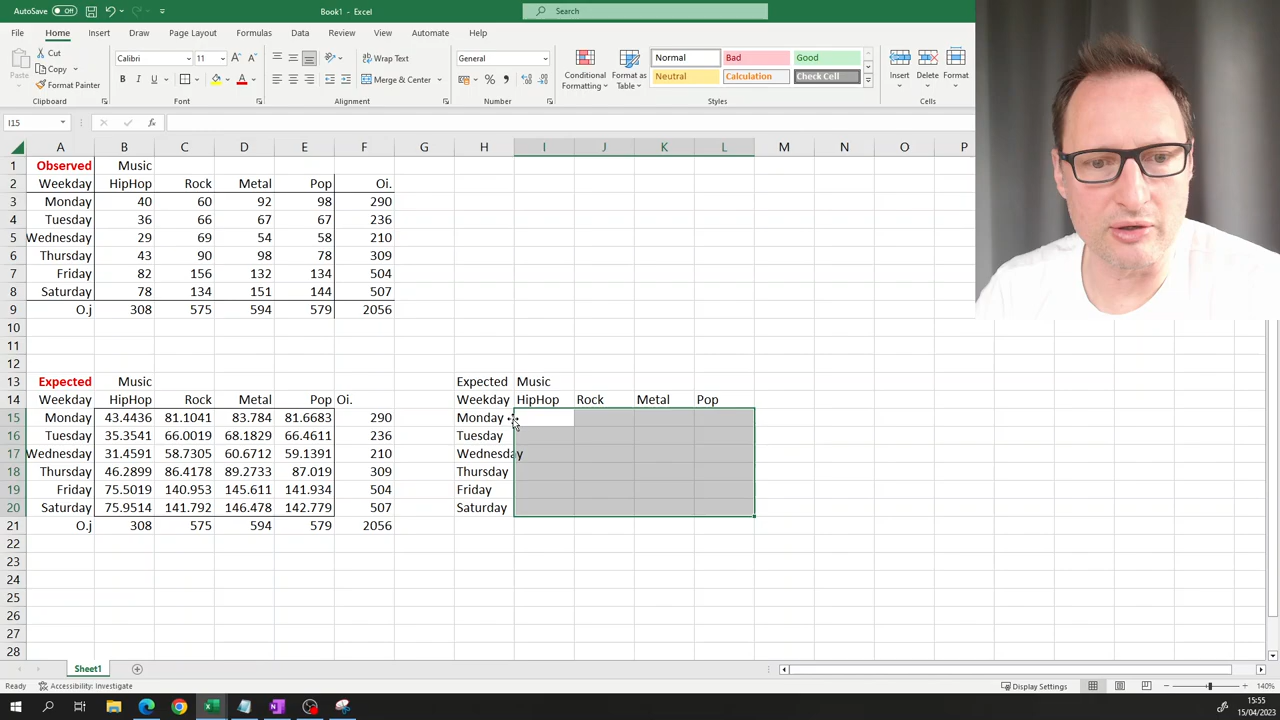 AutoSave Off Book1 - Excel Search
File Home Insert Draw Page Layout Formulas Data Review View Automate Help
Paste Cut Copy Format Painter Clipboard
Calibri 11 B I U A A Font
Wrap Text Merge & Center Alignment
General % Number
Conditional Formatting Format as Table
Normal Bad Good
Neutral Calculation Check Cell
Styles
Insert Delete Format Cells
I15 fx
A B C D E F G H I J K L M N O P
1 Observed Music
2 Weekday HipHop Rock Metal Pop Oi.
3 Monday 40 60 92 98 290
4 Tuesday 36 66 67 67 236
5 Wednesday 29 69 54 58 210
6 Thursday 43 90 98 78 309
7 Friday 82 156 132 134 504
8 Saturday 78 134 151 144 507
9 O.j 308 575 594 579 2056
10
11
12
13 Expected Music Expected Music
14 Weekday HipHop Rock Metal Pop Oi. Weekday HipHop Rock Metal Pop
15 Monday 43.4436 81.1041 83.784 81.6683 290 Monday
16 Tuesday 35.3541 66.0019 68.1829 66.4611 236 Tuesday
17 Wednesday 31.4591 58.7305 60.6712 59.1391 210 Wednesday
18 Thursday 46.2899 86.4178 89.2733 87.019 309 Thursday
19 Friday 75.5019 140.953 145.611 141.934 504 Friday
20 Saturday 75.9514 141.792 146.478 142.779 507 Saturday
21 O.j 308 575 594 579 2056
22
23
24
25
26
27
28
Sheet1
Ready Accessibility: Investigate Display Settings 140%
15:55
15/04/2023